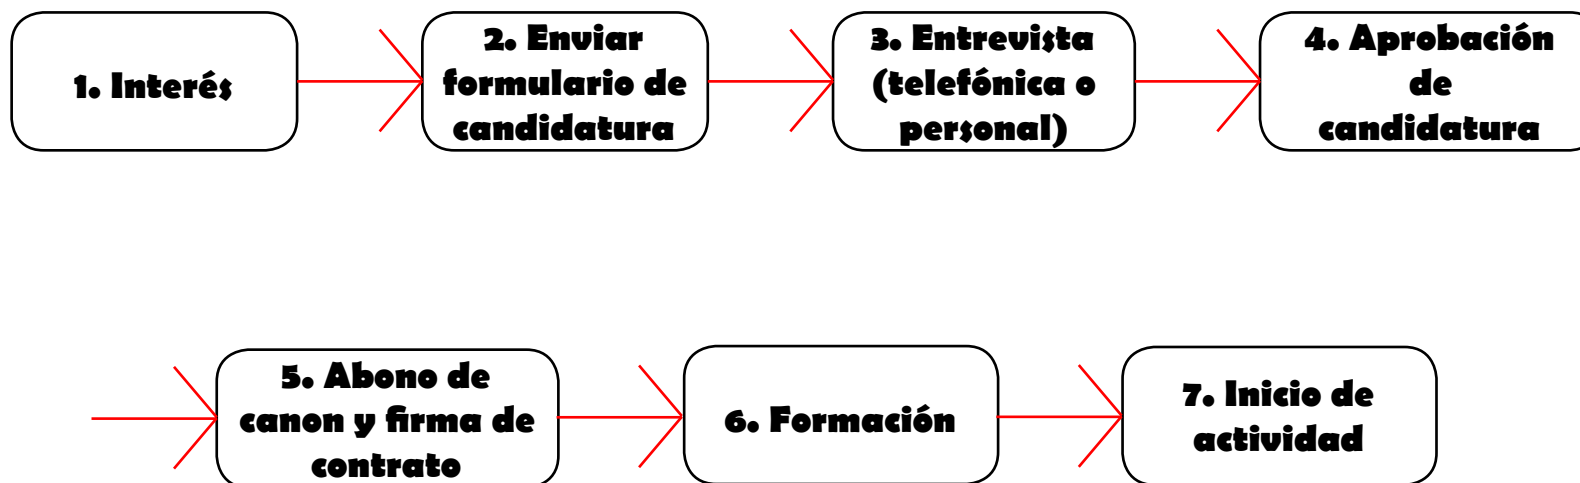 1. Interés
2. Enviar
formulario de
candidatura
3. Entrevista
(telefónica o
personal)
4. Aprobación
de
candidatura
5. Abono de
canon y firma de
contrato
6. Formación
7. Inicio de
actividad